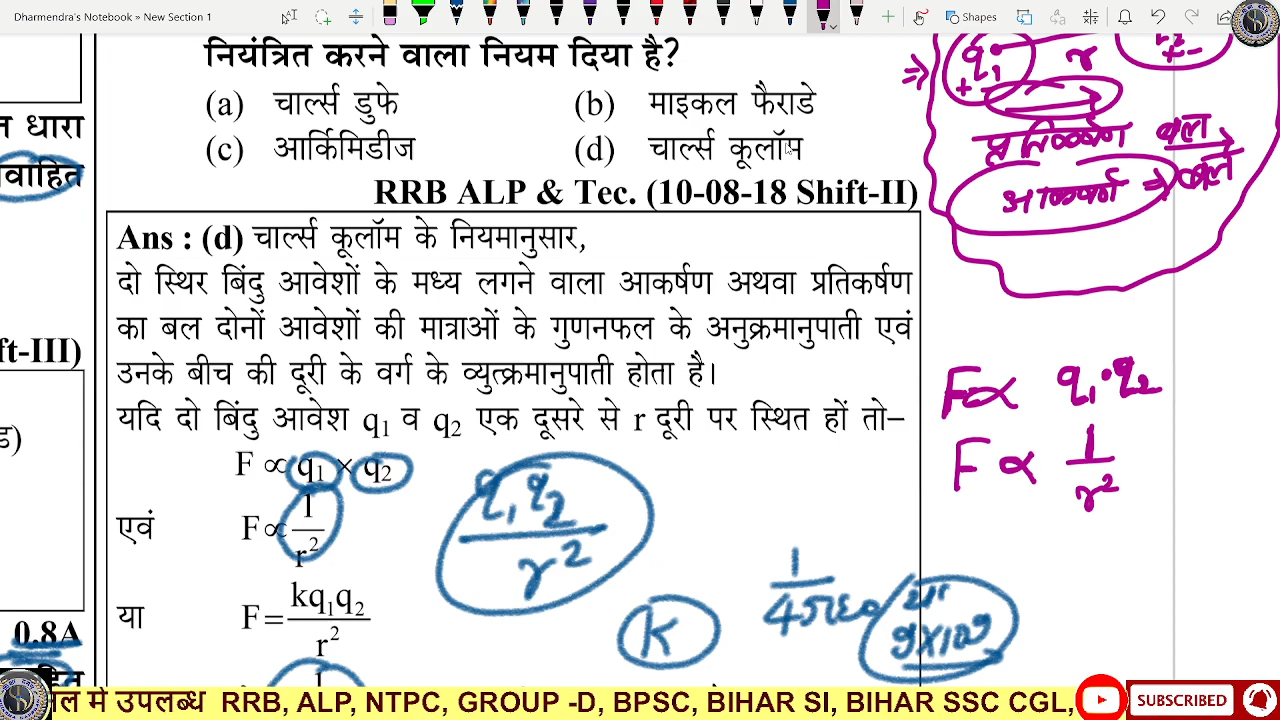 Dharmendra's Notebook » New Section 1
Shapes
नियंत्रित करने वाला नियम दिया है?
(a) चार्ल्स डुफे (b) माइकल फैराडे
(c) आर्किमिडीज (d) चार्ल्स कूलॉम
RRB ALP & Tec. (10-08-18 Shift-II)
Ans : (d) चार्ल्स कूलॉम के नियमानुसार,
दो स्थिर बिंदु आवेशों के मध्य लगने वाला आकर्षण अथवा प्रतिकर्षण
का बल दोनों आवेशों की मात्राओं के गुणनफल के अनुक्रमानुपाती एवं
उनके बीच की दूरी के वर्ग के व्युत्क्रमानुपाती होता है।
यदि दो बिंदु आवेश q₁ व q₂ एक दूसरे से r दूरी पर स्थित हों तो–
F ∝ q₁ × q₂
एवं F ∝ 1/r²
या F = kq₁q₂/r²
q₁q₂/r²
K
1/4πε₀
9×10⁹
धारा
ft-III)
0.8A
⇒ q₁ r
+ + -
प्रतिकर्षण बल
आकर्षण ⇒ बल
F ∝ q₁·q₂
F ∝ 1/r²
ल में उपलब्ध RRB, ALP, NTPC, GROUP -D, BPSC, BIHAR SI, BIHAR SSC CGL,
SUBSCRIBED